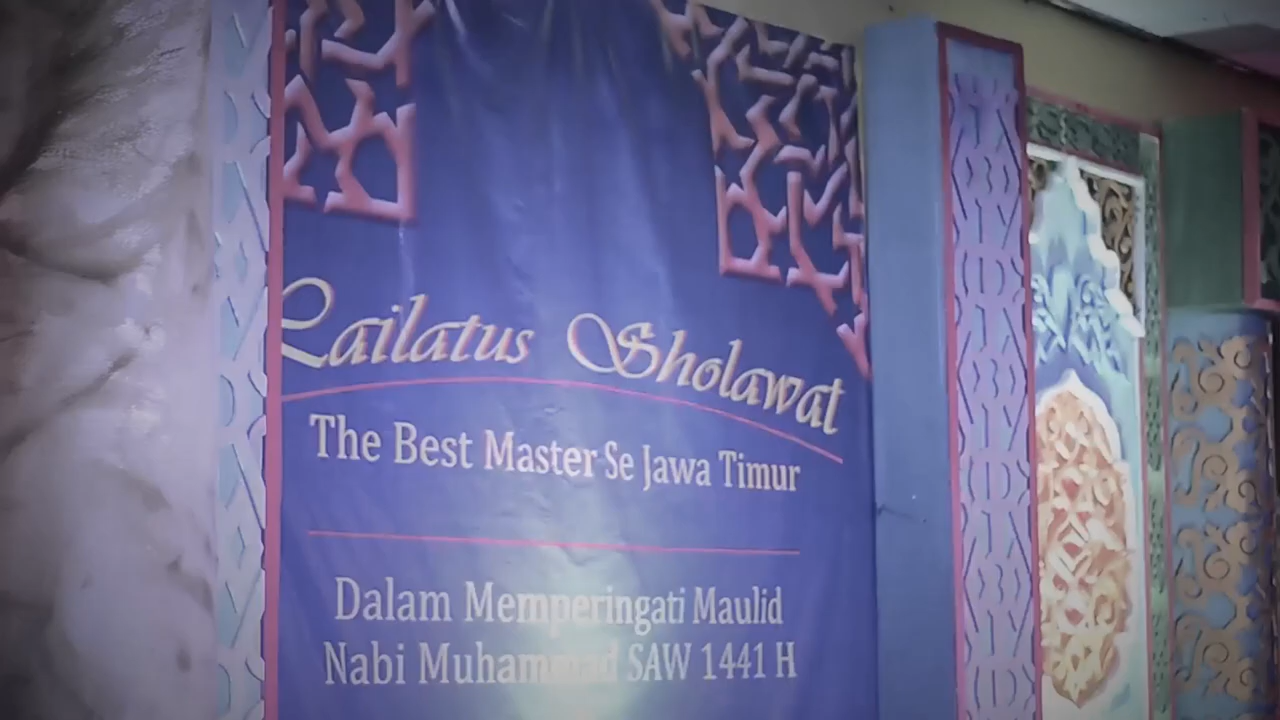 Lailatus Sholawat
The Best Master Se Jawa Timur
Dalam Memperingati Maulid
Nabi Muhammad SAW 1441 H